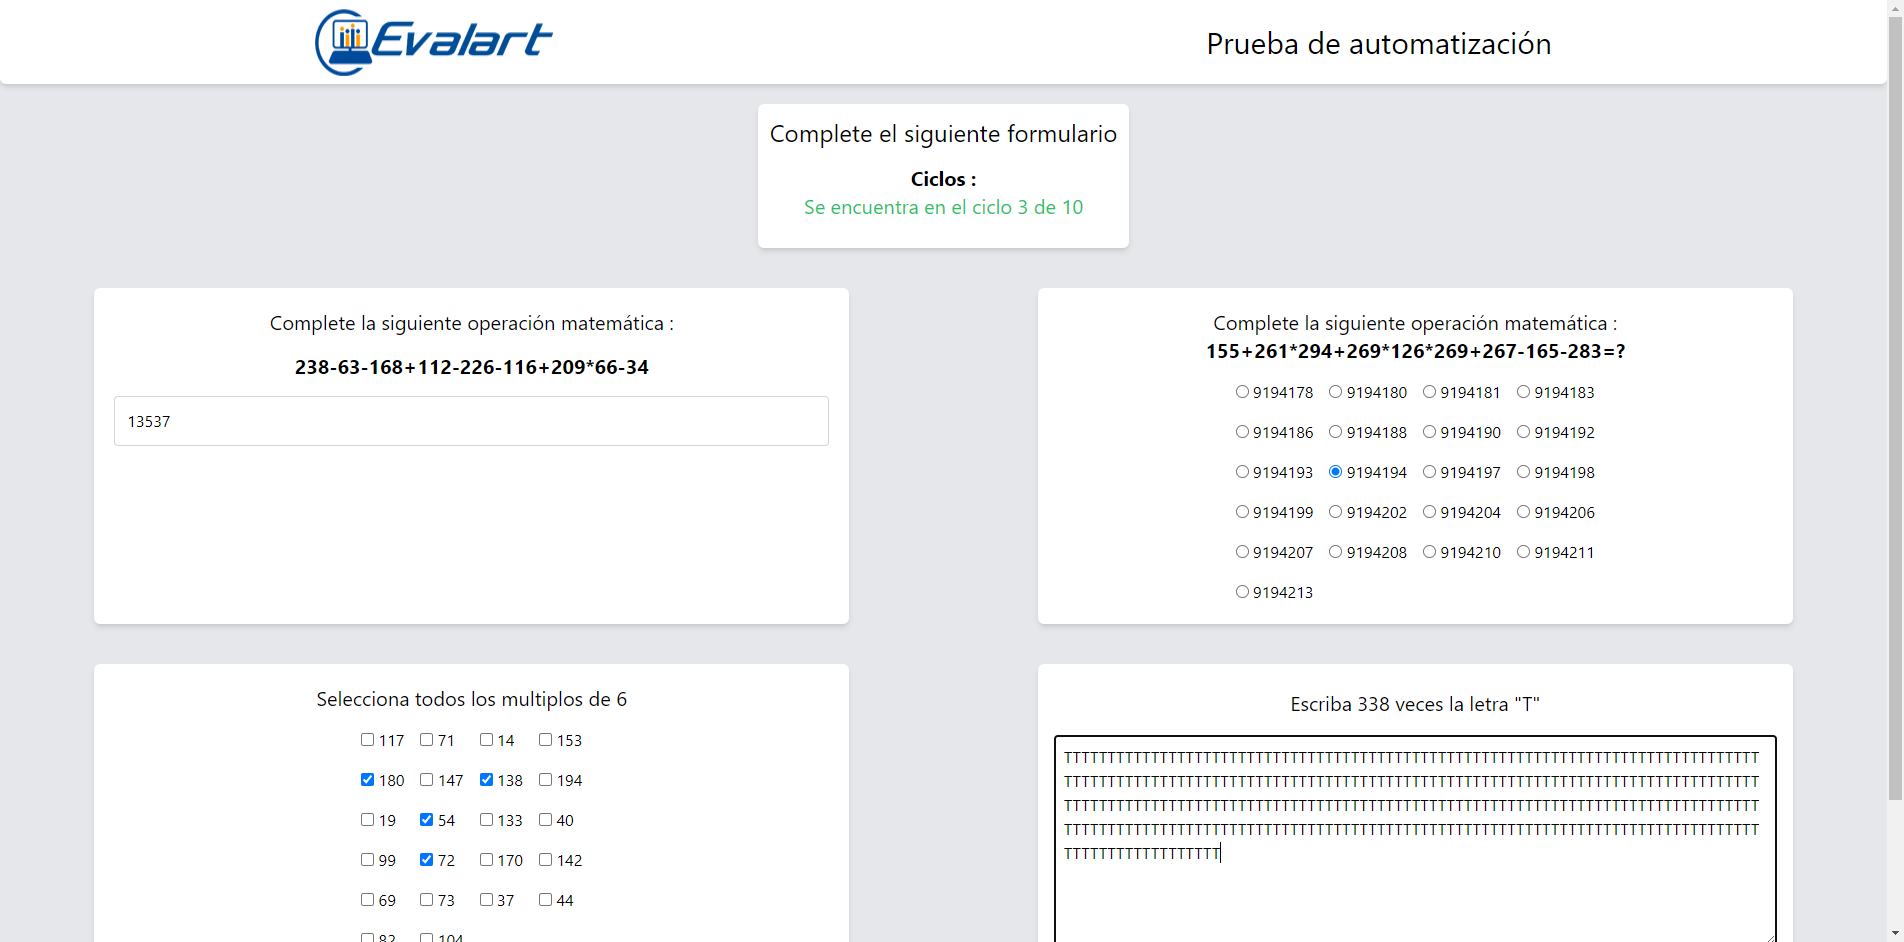 Evalart
Prueba de automatización
Complete el siguiente formulario
Ciclos :
Se encuentra en el ciclo 3 de 10
Complete la siguiente operación matemática :
238-63-168+112-226-116+209*66-34
13537
Complete la siguiente operación matemática :
155+261*294+269*126*269+267-165-283=?
9194178 9194180 9194181 9194183
9194186 9194188 9194190 9194192
9194193 9194194 9194197 9194198
9194199 9194202 9194204 9194206
9194207 9194208 9194210 9194211
9194213
Selecciona todos los multiplos de 6
117 71 14 153
180 147 138 194
19 54 133 40
99 72 170 142
69 73 37 44
82 104
Escriba 338 veces la letra "T"
TTTTTTTTTTTTTTTTTTTTTTTTTTTTTTTTTTTTTTTTTTTTTTTTTTTTTTTTTTTTTTTTTTTTTTTTTTTTTTTT
TTTTTTTTTTTTTTTTTTTTTTTTTTTTTTTTTTTTTTTTTTTTTTTTTTTTTTTTTTTTTTTTTTTTTTTTTTTTTTTT
TTTTTTTTTTTTTTTTTTTTTTTTTTTTTTTTTTTTTTTTTTTTTTTTTTTTTTTTTTTTTTTTTTTTTTTTTTTTTTTT
TTTTTTTTTTTTTTTTTTTTTTTTTTTTTTTTTTTTTTTTTTTTTTTTTTTTTTTTTTTTTTTTTTTTTTTTTTTTTTTT
TTTTTTTTTTTTTTTTTT